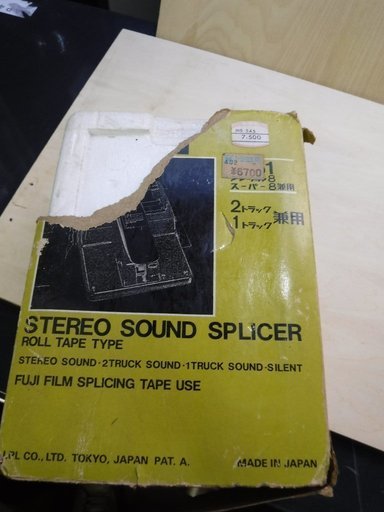 7,500
¥6700
スーパー8兼用
2トラック
1トラック 兼用
STEREO SOUND SPLICER
ROLL TAPE TYPE
STEREO SOUND·2TRUCK SOUND·1TRUCK SOUND·SILENT
FUJI FILM SPLICING TAPE USE
LPL CO., LTD. TOKYO, JAPAN PAT. A. MADE IN JAPAN